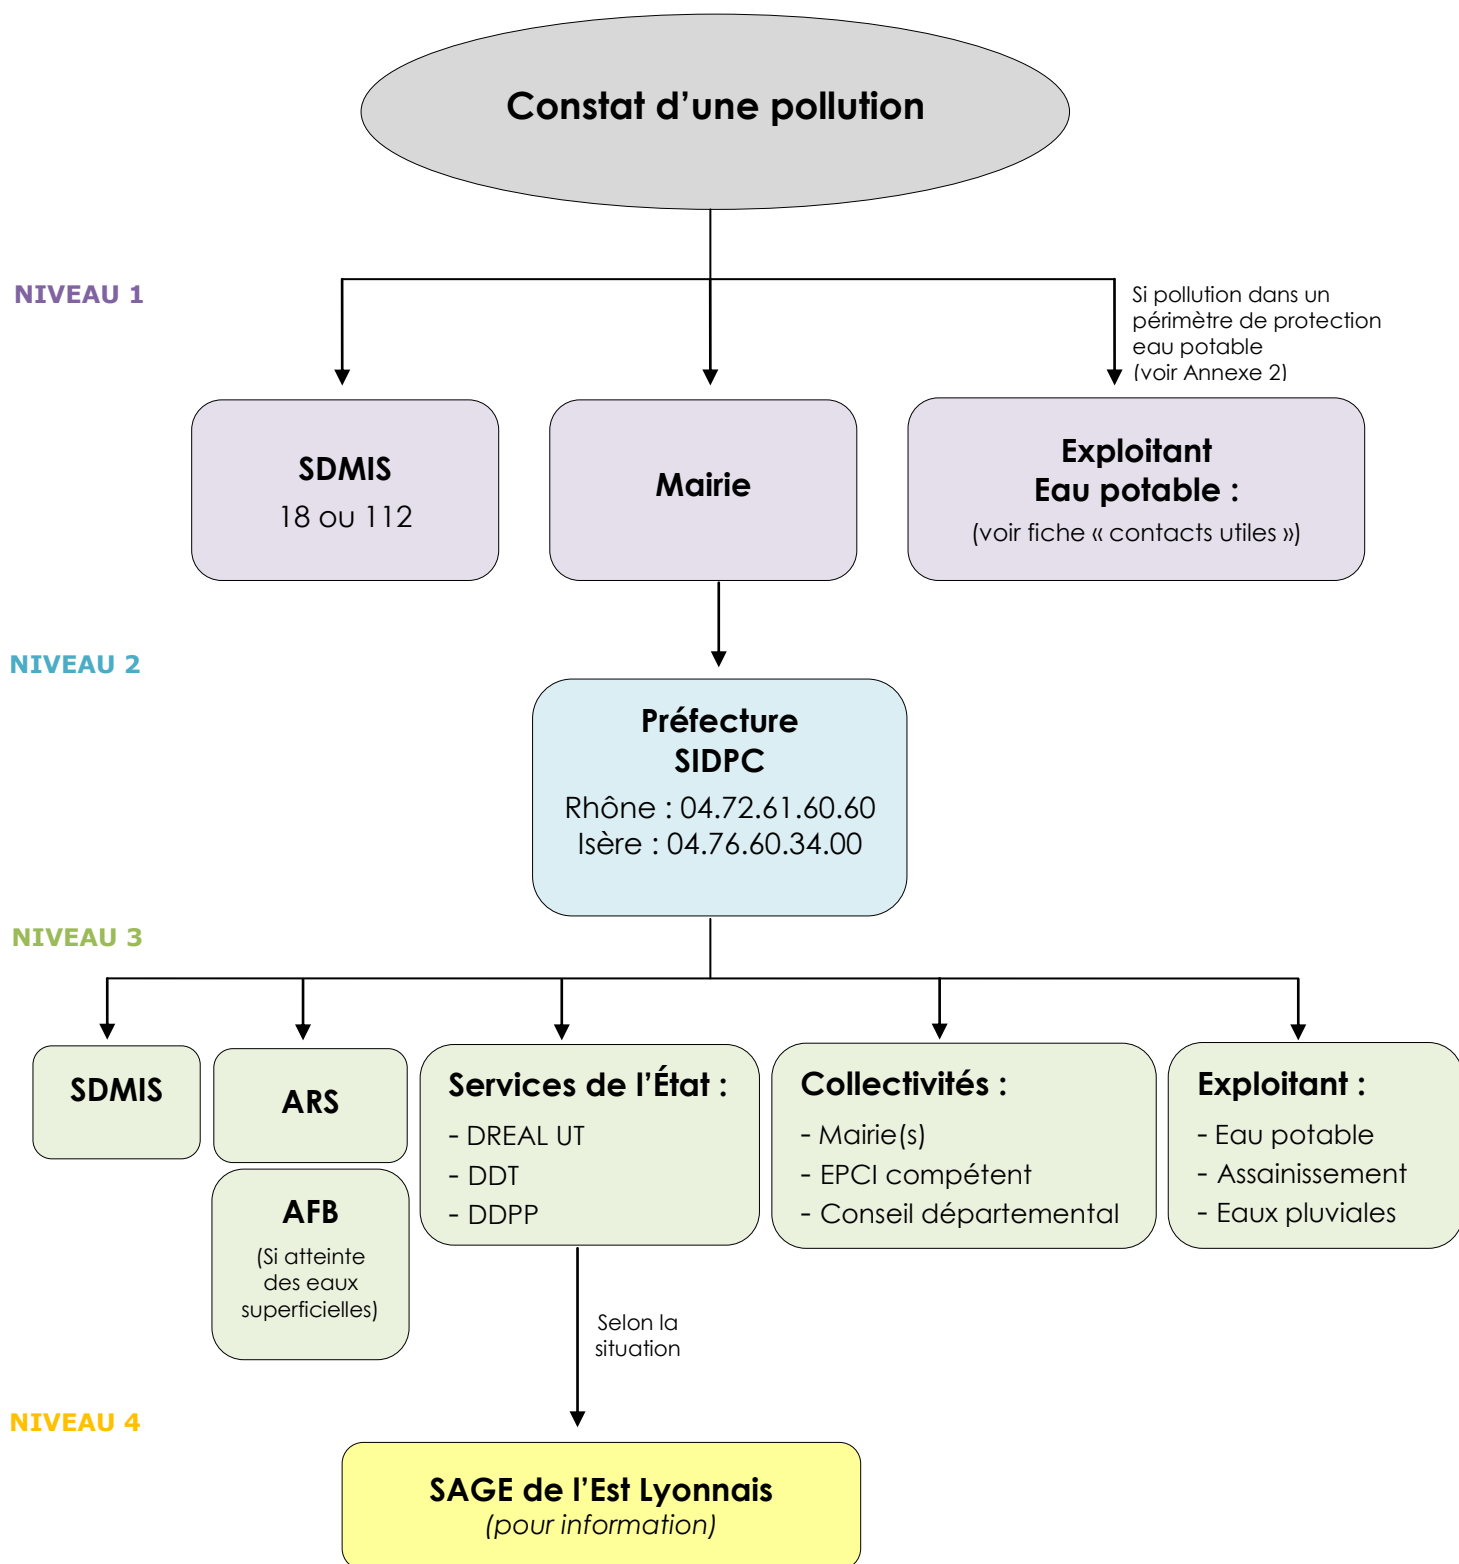 Constat d’une pollution
NIVEAU 1
Si pollution dans un
périmètre de protection
eau potable
(voir Annexe 2)
SDMIS
18 ou 112
Mairie
Exploitant
Eau potable :
(voir fiche « contacts utiles »)
NIVEAU 2
Préfecture
SIDPC
Rhône : 04.72.61.60.60
Isère : 04.76.60.34.00
NIVEAU 3
SDMIS
ARS
AFB
(Si atteinte
des eaux
superficielles)
Services de l’État :
- DREAL UT
- DDT
- DDPP
Collectivités :
- Mairie(s)
- EPCI compétent
- Conseil départemental
Exploitant :
- Eau potable
- Assainissement
- Eaux pluviales
Selon la
situation
NIVEAU 4
SAGE de l’Est Lyonnais
(pour information)